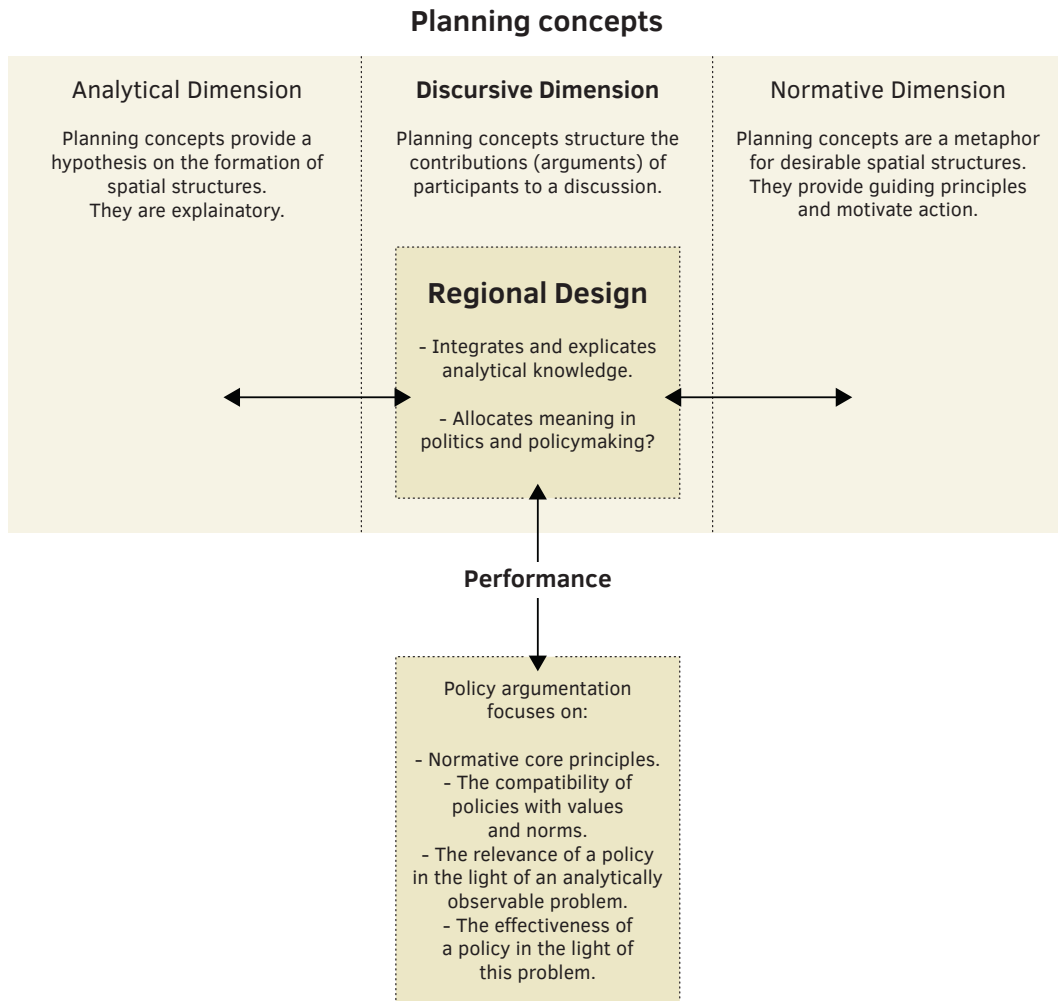 Planning concepts
Analytical Dimension
Planning concepts provide a
hypothesis on the formation of
spatial structures.
They are explainatory.
Discursive Dimension
Planning concepts structure the
contributions (arguments) of
participants to a discussion.
Normative Dimension
Planning concepts are a metaphor
for desirable spatial structures.
They provide guiding principles
and motivate action.
Regional Design
- Integrates and explicates
analytical knowledge.
- Allocates meaning in
politics and policymaking?
Performance
Policy argumentation
focuses on:
- Normative core principles.
- The compatibility of
policies with values
and norms.
- The relevance of a policy
in the light of an analytically
observable problem.
- The effectiveness of
a policy in the light of
this problem.